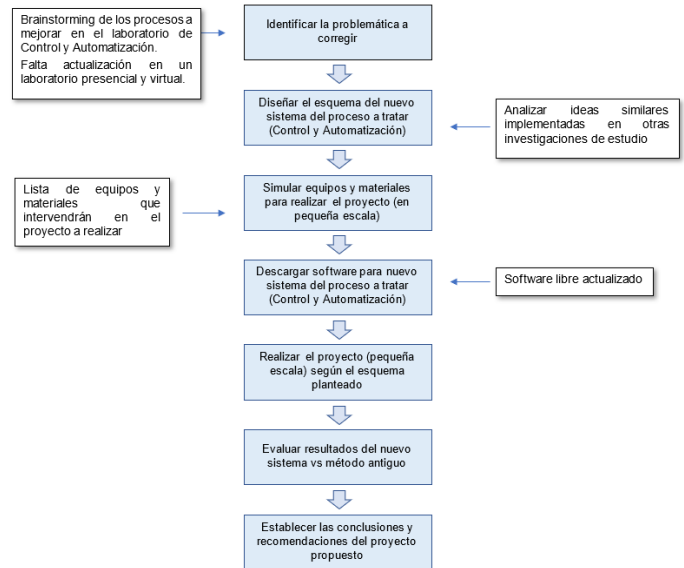 Brainstorming de los procesos a
mejorar en el laboratorio de
Control y Automatización.
Falta actualización en un
laboratorio presencial y virtual.
Identificar la problemática a
corregir
Diseñar el esquema del nuevo
sistema del proceso a tratar
(Control y Automatización)
Analizar ideas similares
implementadas en otras
investigaciones de estudio
Lista de equipos y
materiales que
intervendrán en el
proyecto a realizar
Simular equipos y materiales
para realizar el proyecto (en
pequeña escala)
Descargar software para nuevo
sistema del proceso a tratar
(Control y Automatización)
Software libre actualizado
Realizar el proyecto (pequeña
escala) según el esquema
planteado
Evaluar resultados del nuevo
sistema vs método antiguo
Establecer las conclusiones y
recomendaciones del proyecto
propuesto